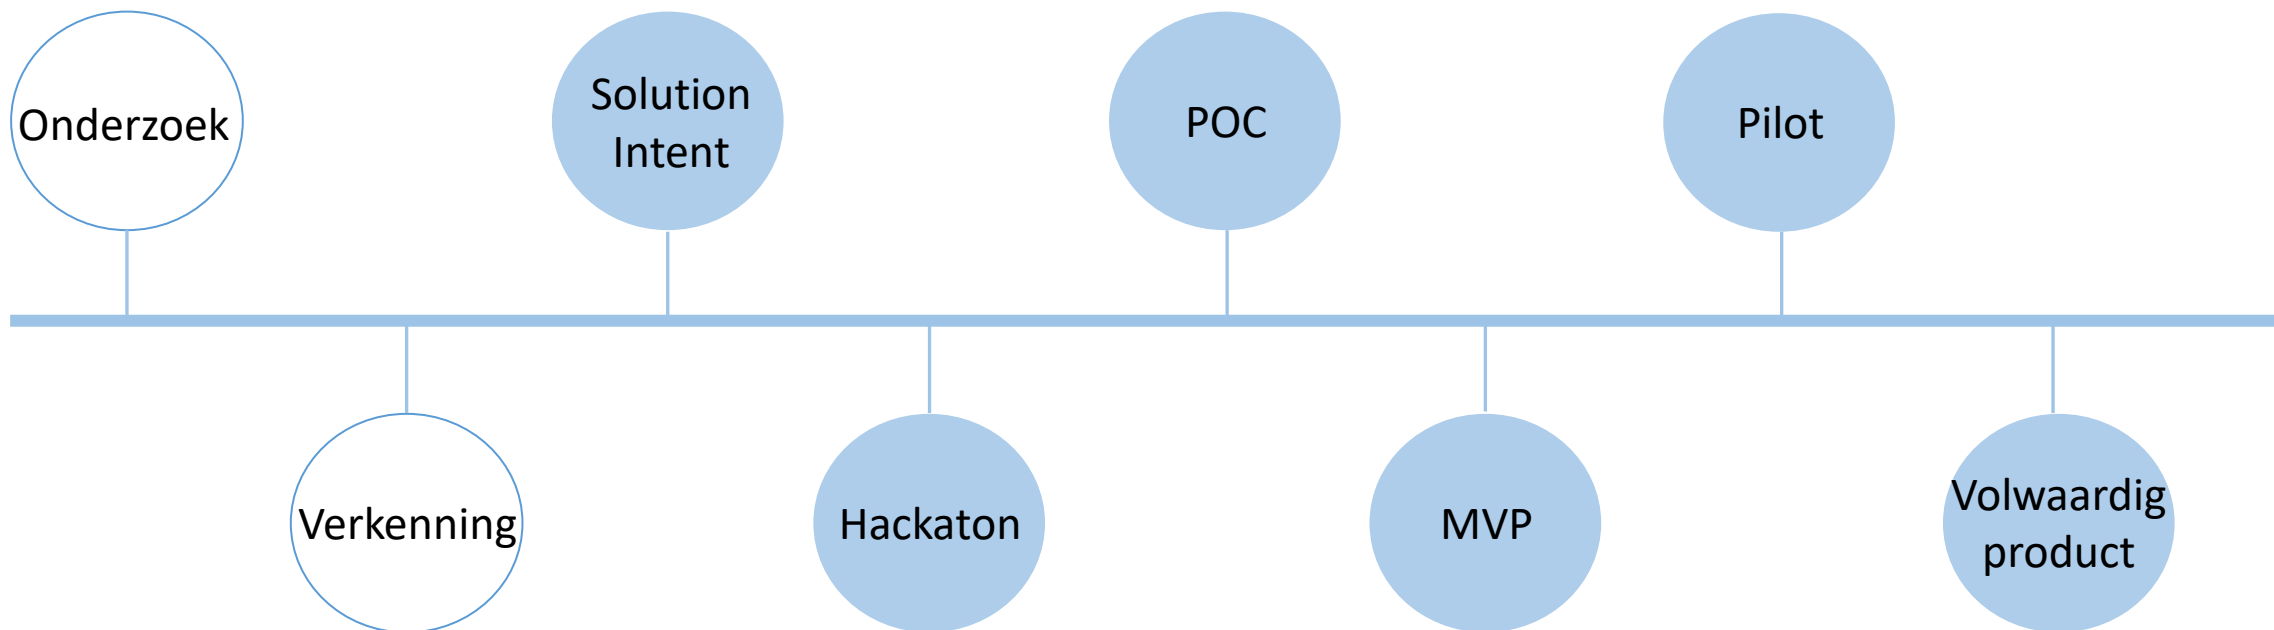 Onderzoek
Verkenning
Solution
Intent
Hackaton
POC
MVP
Pilot
Volwaardig
product